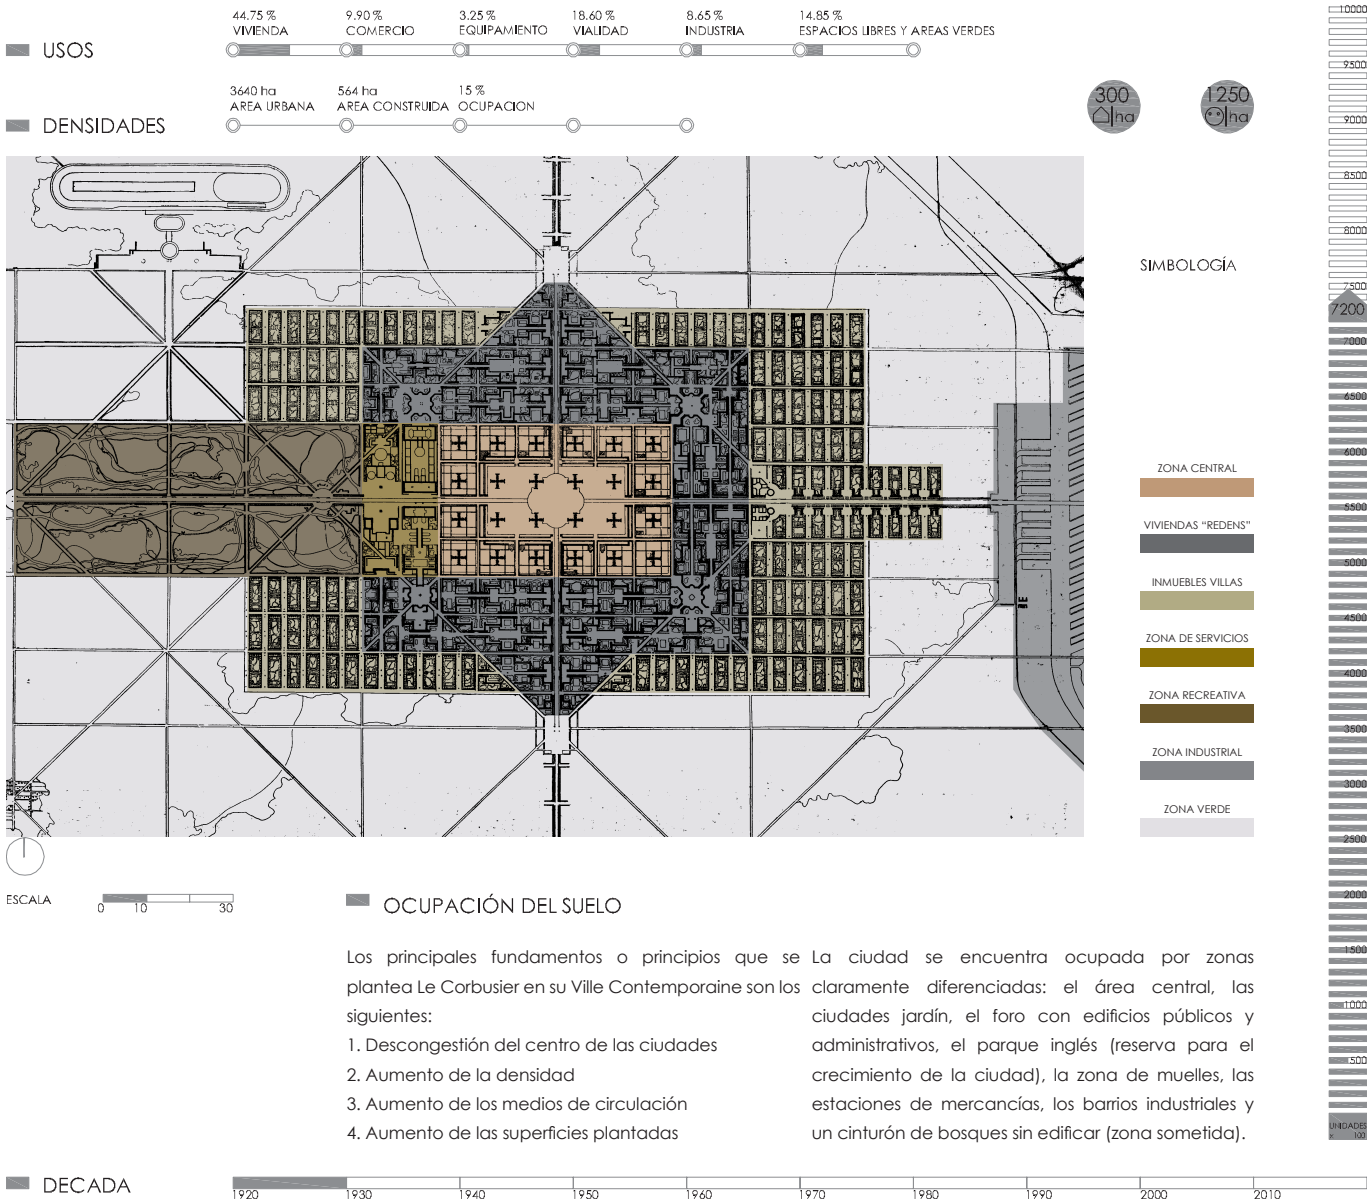 USOS
44.75 %
VIVIENDA
9.90 %
COMERCIO
3.25 %
EQUIPAMIENTO
18.60 %
VIALIDAD
8.65 %
INDUSTRIA
14.85 %
ESPACIOS LIBRES Y AREAS VERDES
DENSIDADES
3640 ha
AREA URBANA
564 ha
AREA CONSTRUIDA
15 %
OCUPACION
300
ha
1250
ha
SIMBOLOGÍA
ZONA CENTRAL
VIVIENDAS “REDENS”
INMUEBLES VILLAS
ZONA DE SERVICIOS
ZONA RECREATIVA
ZONA INDUSTRIAL
ZONA VERDE
10000
9500
9000
8500
8000
7500
7200
7000
6500
6000
5500
5000
4500
4000
3500
3000
2500
2000
1500
1000
500
UNIDADES
x 100
ESCALA
0 10 30
OCUPACIÓN DEL SUELO
Los principales fundamentos o principios que se
plantea Le Corbusier en su Ville Contemporaine son los
siguientes:
1. Descongestión del centro de las ciudades
2. Aumento de la densidad
3. Aumento de los medios de circulación
4. Aumento de las superficies plantadas
La ciudad se encuentra ocupada por zonas
claramente diferenciadas: el área central, las
ciudades jardín, el foro con edificios públicos y
administrativos, el parque inglés (reserva para el
crecimiento de la ciudad), la zona de muelles, las
estaciones de mercancías, los barrios industriales y
un cinturón de bosques sin edificar (zona sometida).
DECADA
1920 1930 1940 1950 1960 1970 1980 1990 2000 2010